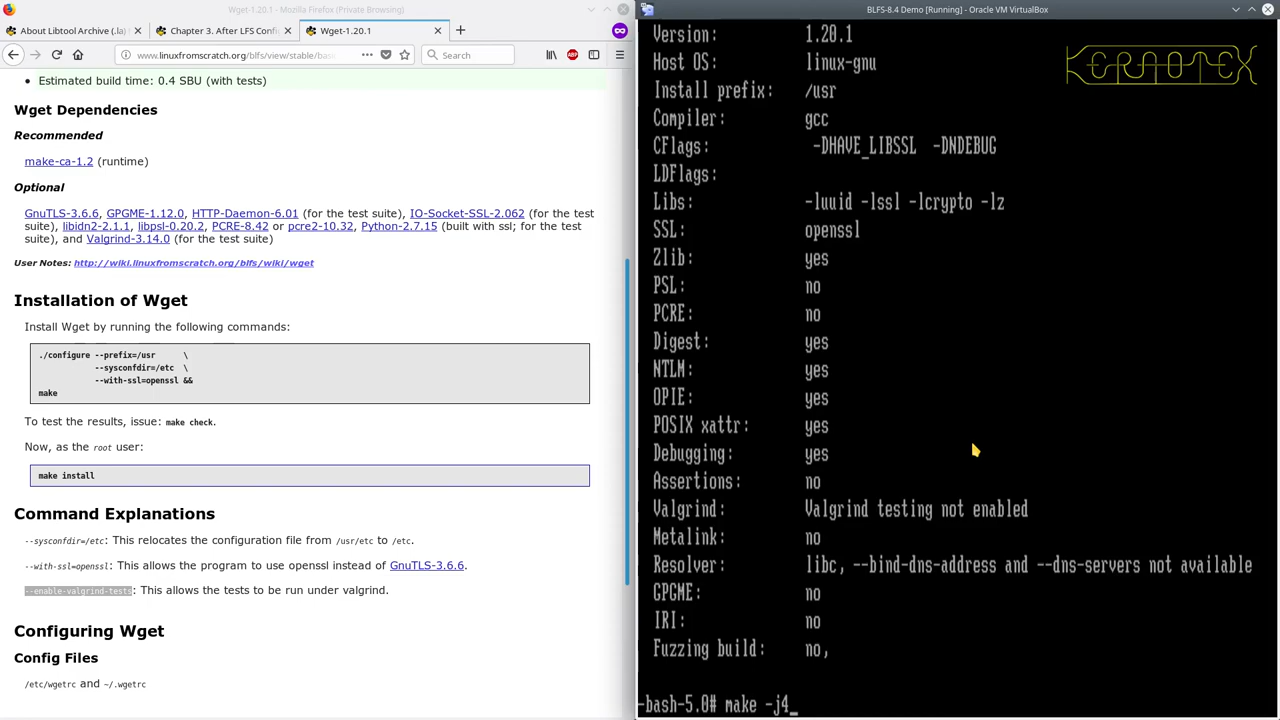 Wget-1.20.1 - Mozilla Firefox (Private Browsing)
About Libtool Archive (.la)
Chapter 3. After LFS Confi
Wget-1.20.1
www.linuxfromscratch.org/blfs/view/stable/bas
Search
ABP
Estimated build time: 0.4 SBU (with tests)
Wget Dependencies
Recommended
make-ca-1.2 (runtime)
Optional
GnuTLS-3.6.6, GPGME-1.12.0, HTTP-Daemon-6.01 (for the test suite), IO-Socket-SSL-2.062 (for the test
suite), libidn2-2.1.1, libpsl-0.20.2, PCRE-8.42 or pcre2-10.32, Python-2.7.15 (built with ssl; for the test
suite), and Valgrind-3.14.0 (for the test suite)
User Notes: http://wiki.linuxfromscratch.org/blfs/wiki/wget
Installation of Wget
Install Wget by running the following commands:
./configure --prefix=/usr \
--sysconfdir=/etc \
--with-ssl=openssl &&
make
To test the results, issue: make check.
Now, as the root user:
make install
Command Explanations
--sysconfdir=/etc: This relocates the configuration file from /usr/etc to /etc.
--with-ssl=openssl: This allows the program to use openssl instead of GnuTLS-3.6.6.
--enable-valgrind-tests: This allows the tests to be run under valgrind.
Configuring Wget
Config Files
/etc/wgetrc and ~/.wgetrc
BLFS-8.4 Demo [Running] - Oracle VM VirtualBox
KERAOTEX
Version: 1.20.1
Host OS: linux-gnu
Install prefix: /usr
Compiler: gcc
CFlags: -DHAVE_LIBSSL -DNDEBUG
LDFlags:
Libs: -luuid -lssl -lcrypto -lz
SSL: openssl
Zlib: yes
PSL: no
PCRE: no
Digest: yes
NTLM: yes
OPIE: yes
POSIX xattr: yes
Debugging: yes
Assertions: no
Valgrind: Valgrind testing not enabled
Metalink: no
Resolver: libc, --bind-dns-address and --dns-servers not available
GPGME: no
IRI: no
Fuzzing build: no,
-bash-5.0# make -j4_